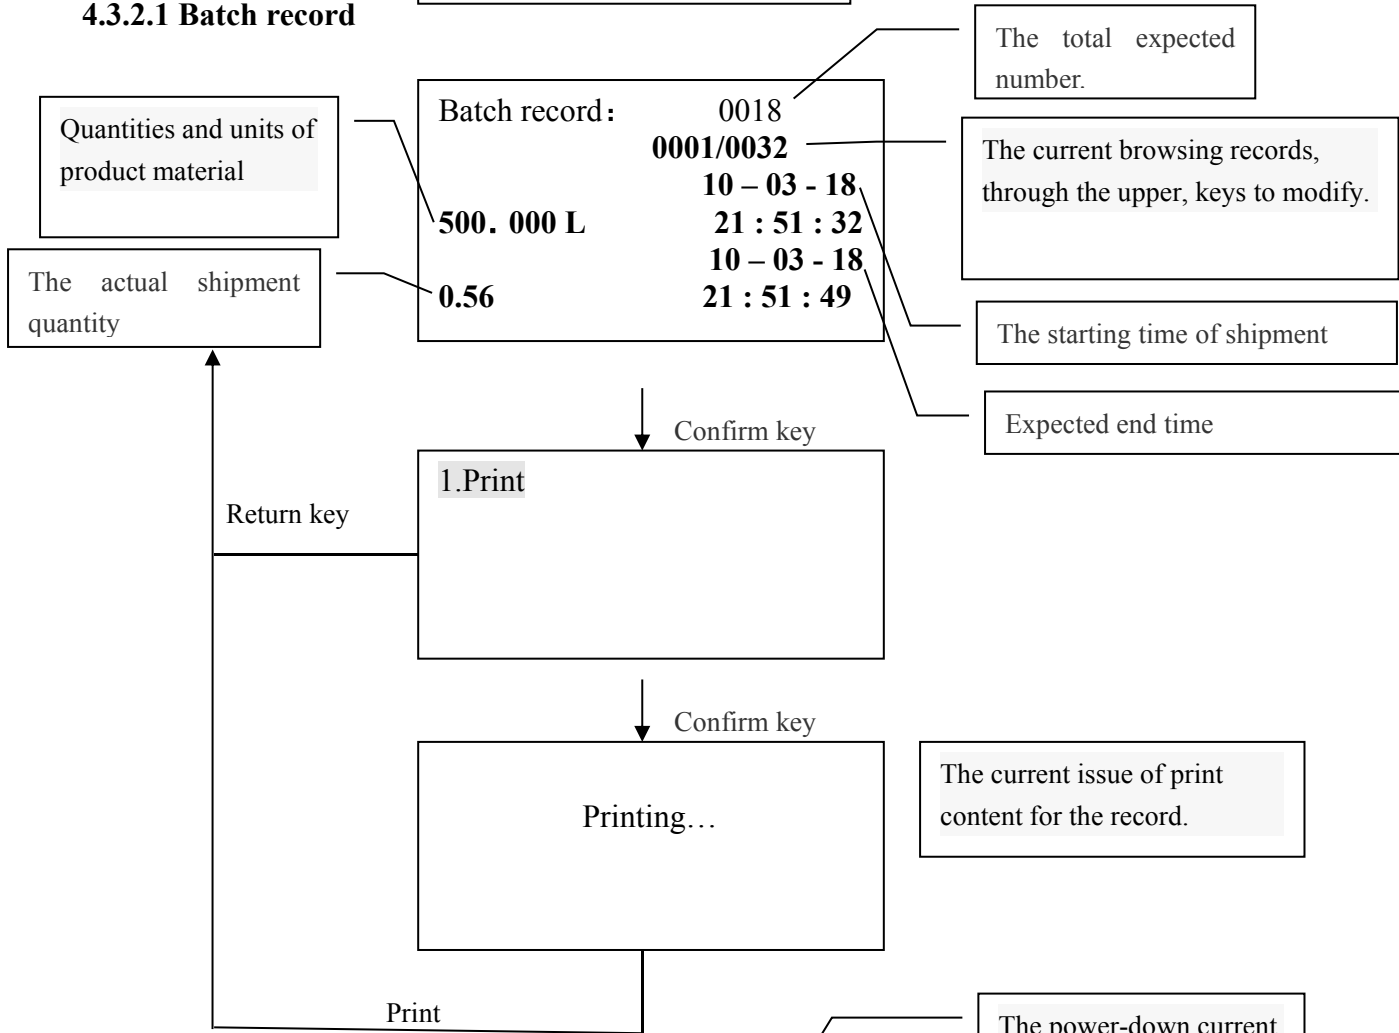 4.3.2.1 Batch record
The total expected
number.
Batch record： 0018
0001/0032
10 – 03 - 18
500．000 L 21 : 51 : 32
10 – 03 - 18
0.56 21 : 51 : 49
Quantities and units of
product material
The actual shipment
quantity
The current browsing records,
through the upper, keys to modify.
The starting time of shipment
Expected end time
Confirm key
1.Print
Return key
Confirm key
Printing…
The current issue of print
content for the record.
Print
The power-down current